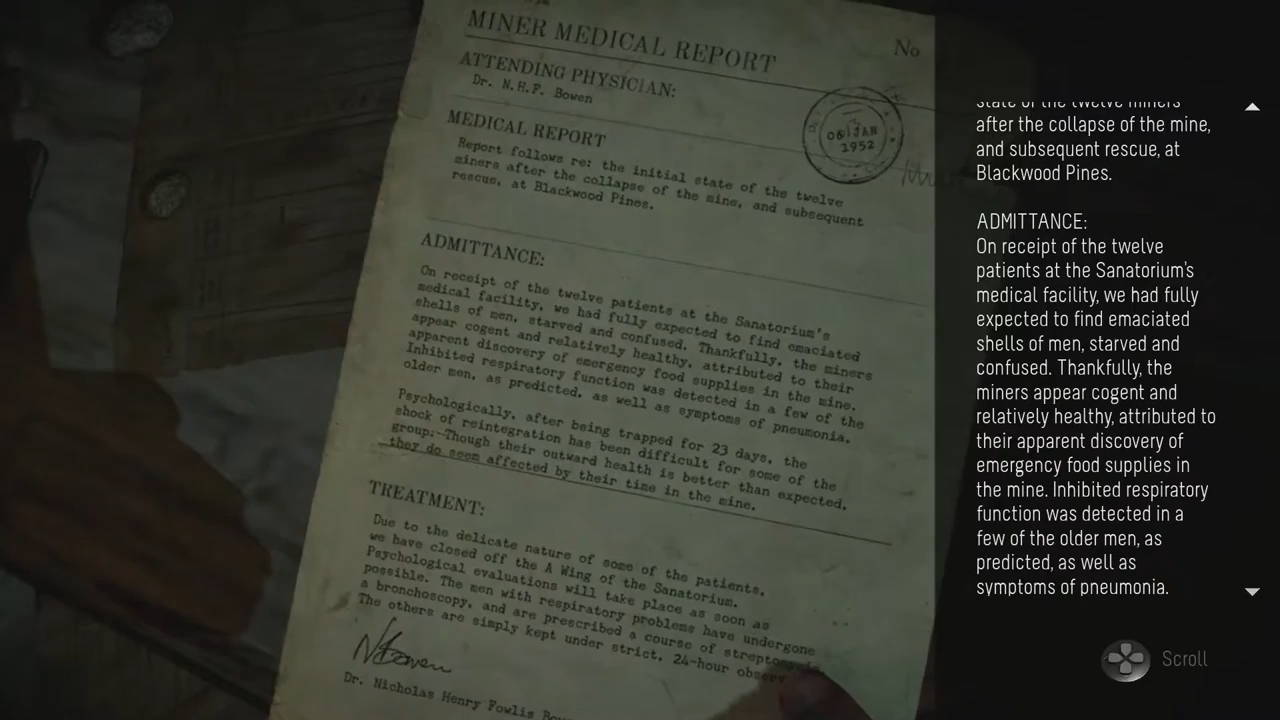 MINER MEDICAL REPORT
No
ATTENDING PHYSICIAN:
Dr. N.H.F. Bowen
MEDICAL REPORT
06 JAN
1952
Report follows re: the initial state of the twelve
miners after the collapse of the mine, and subsequent
rescue, at Blackwood Pines.
ADMITTANCE:
On receipt of the twelve patients at the Sanatorium's
medical facility, we had fully expected to find emaciated
shells of men, starved and confused. Thankfully, the miners
appear cogent and relatively healthy, attributed to their
apparent discovery of emergency food supplies in the mine.
Inhibited respiratory function was detected in a few of the
older men, as predicted, as well as symptoms of pneumonia.
Psychologically, after being trapped for 23 days, the
shock of reintegration has been difficult for some of the
group. Though their outward health is better than expected,
they do seem affected by their time in the mine.
TREATMENT:
Due to the delicate nature of some of the patients,
we have closed off the A Wing of the Sanatorium.
Psychological evaluations will take place as soon as
possible. The men with respiratory problems have undergone
a bronchoscopy, and are prescribed a course of
The others are simply kept under strict, 24-hour
NBowen
Dr. Nicholas Henry Fowlis
state of the twelve miners
after the collapse of the mine,
and subsequent rescue, at
Blackwood Pines.
ADMITTANCE:
On receipt of the twelve
patients at the Sanatorium's
medical facility, we had fully
expected to find emaciated
shells of men, starved and
confused. Thankfully, the
miners appear cogent and
relatively healthy, attributed to
their apparent discovery of
emergency food supplies in
the mine. Inhibited respiratory
function was detected in a
few of the older men, as
predicted, as well as
symptoms of pneumonia.
Scroll